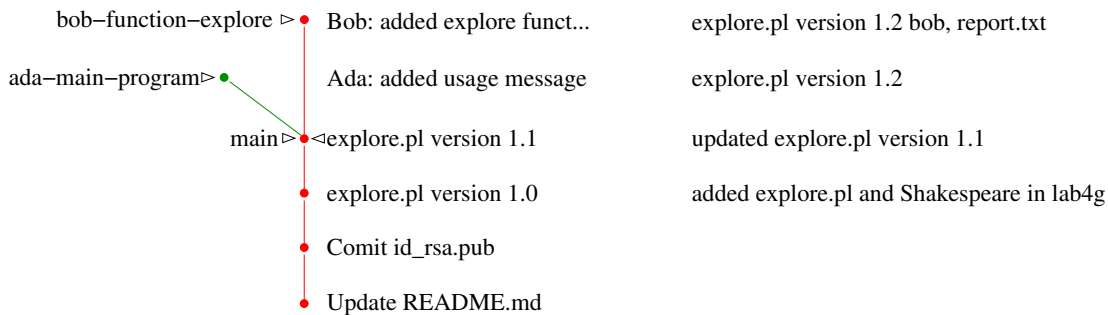 bob−function−explore Bob: added explore funct... explore.pl version 1.2 bob, report.txt
ada−main−program Ada: added usage message explore.pl version 1.2
main explore.pl version 1.1 updated explore.pl version 1.1
explore.pl version 1.0 added explore.pl and Shakespeare in lab4g
Comit id_rsa.pub
Update README.md